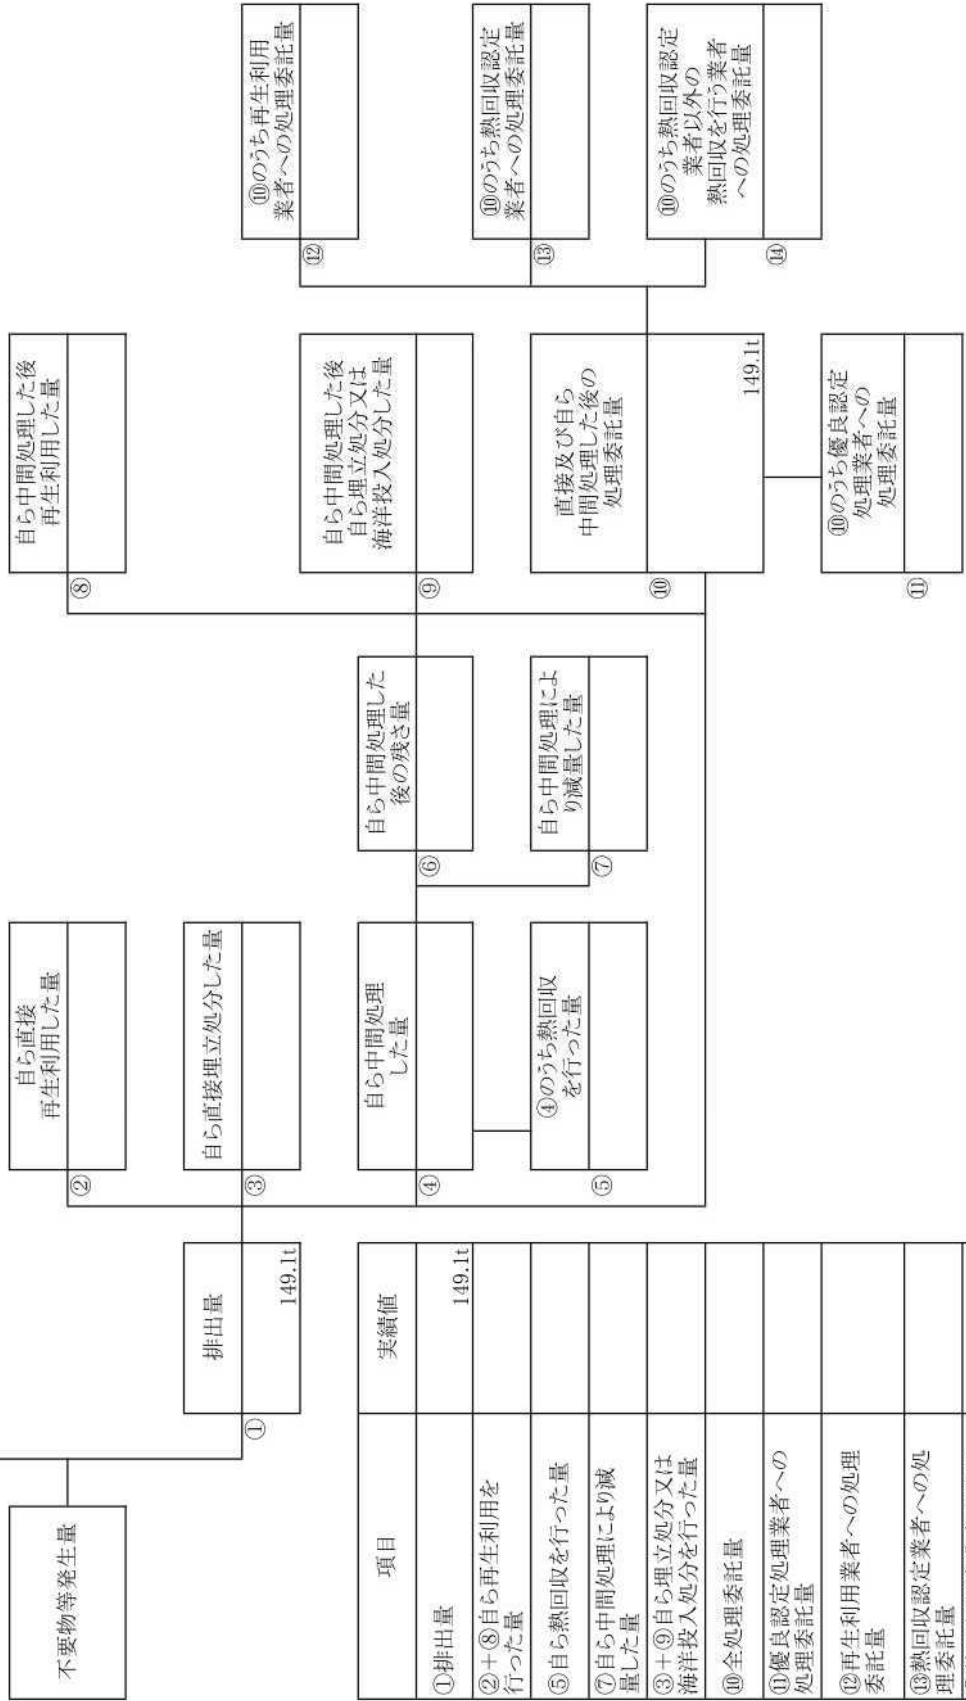 不要物等発生量
①
排出量
149.1t
②
自ら直接
再生利用した量
③
自ら直接埋立処分した量
④
自ら中間処理
した量
⑤
④のうち熱回収
を行った量
⑥
自ら中間処理した
後の残さ量
⑦
自ら中間処理によ
り減量した量
⑧
自ら中間処理した後
再生利用した量
⑨
自ら中間処理した後
自ら埋立処分又は
海洋投入処分した量
⑩
直接及び自ら
中間処理した後の
処理委託量
149.1t
⑪
⑩のうち優良認定
処理業者への
処理委託量
⑫
⑩のうち再生利用
業者への処理委託量
⑬
⑩のうち熱回収認定
業者への処理委託量
⑭
⑩のうち熱回収認定
業者以外の
熱回収を行う業者
への処理委託量
項目
実績値
①排出量
149.1t
②+⑧自ら再生利用を
行った量
⑤自ら熱回収を行った量
⑦自ら中間処理により減
量した量
③+⑨自ら埋立処分又は
海洋投入処分を行った量
⑩全処理委託量
⑪優良認定処理業者への
処理委託量
⑫再生利用業者への処理
委託量
⑬熱回収認定業者への処
理委託量